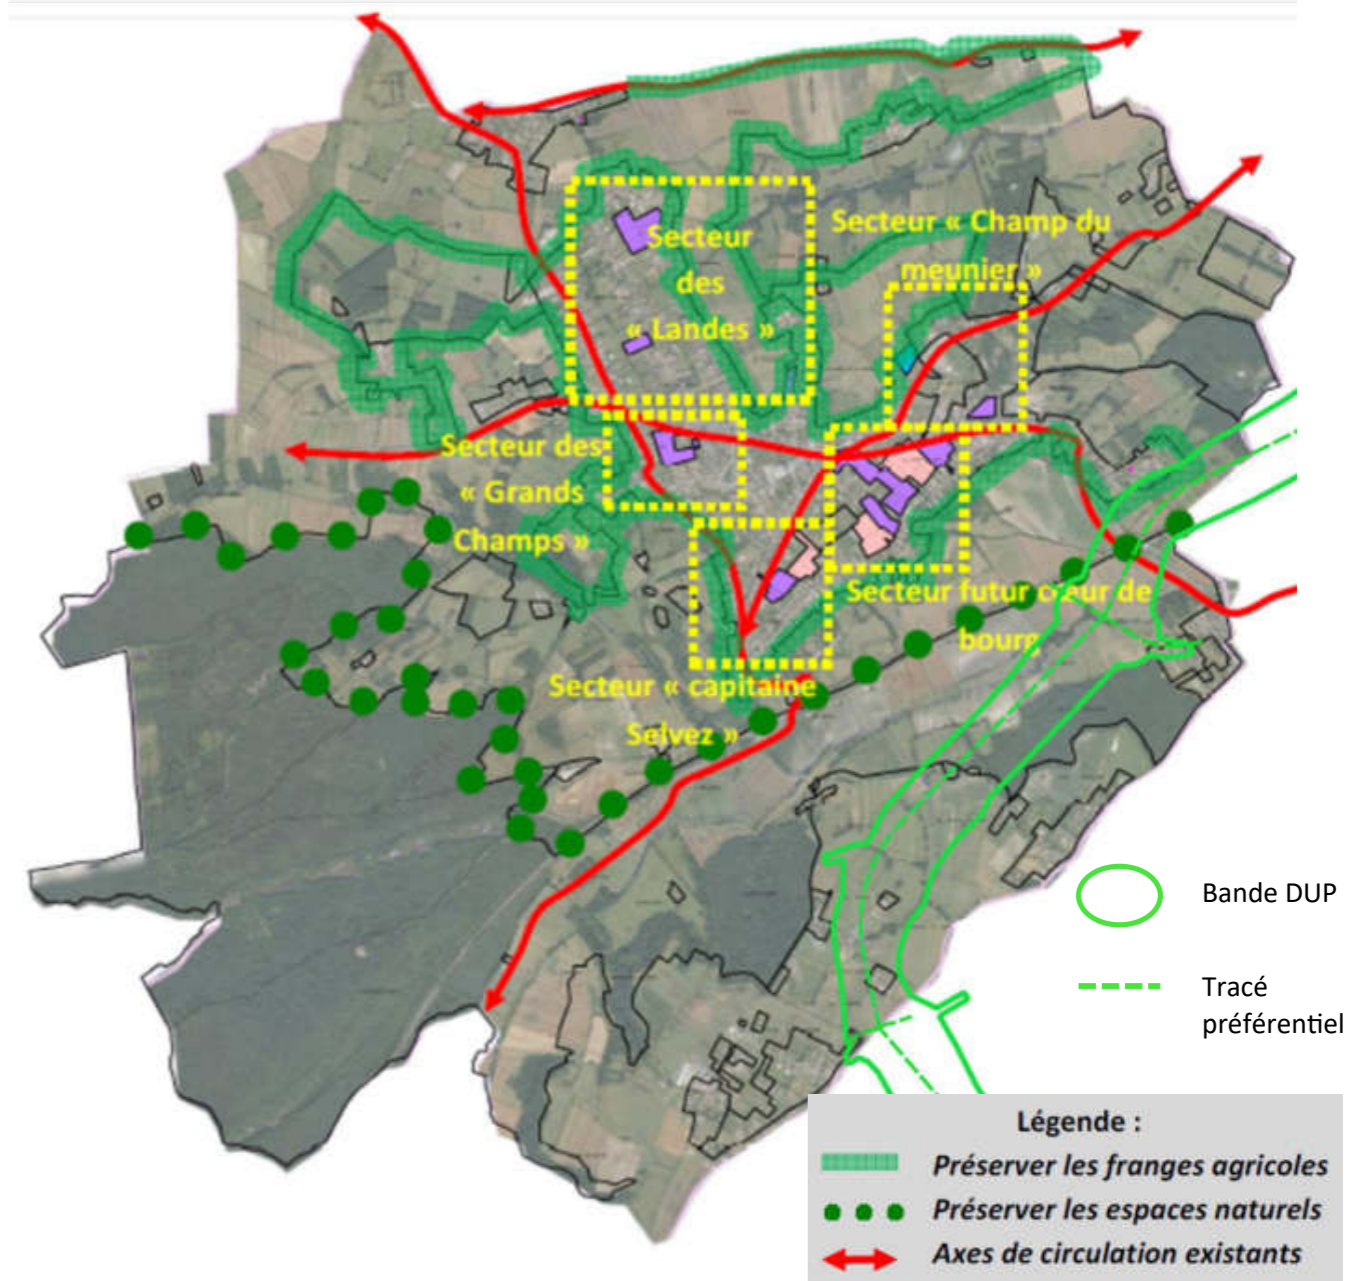 Secteur
des
« Landes »
Secteur « Champ du
meunier »
Secteur des
« Grands
Champs »
Secteur futur cœur de
bourg
Secteur « capitaine
Selvez »
Bande DUP
Tracé
préférentiel
Légende :
Préserver les franges agricoles
Préserver les espaces naturels
Axes de circulation existants